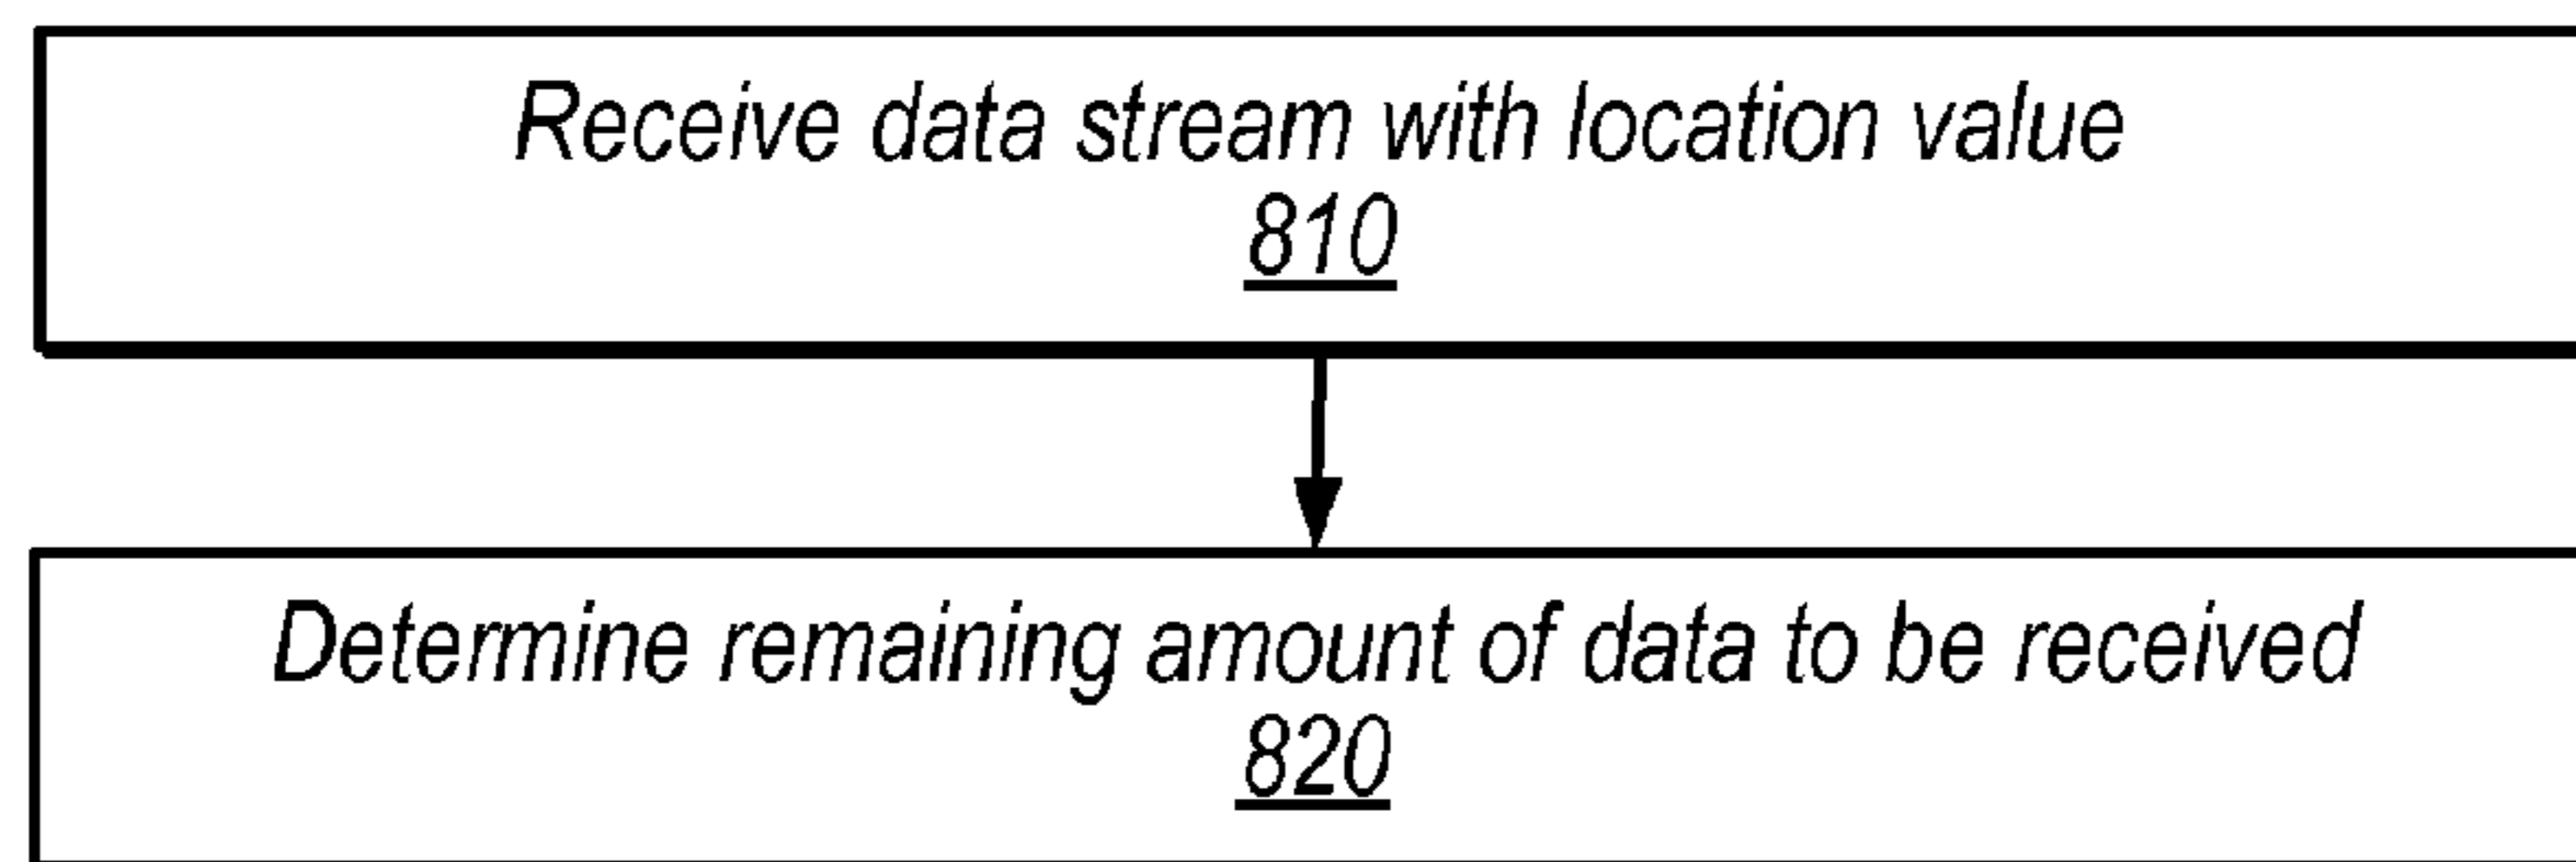 Receive data stream with location value
810
Determine remaining amount of data to be received
820